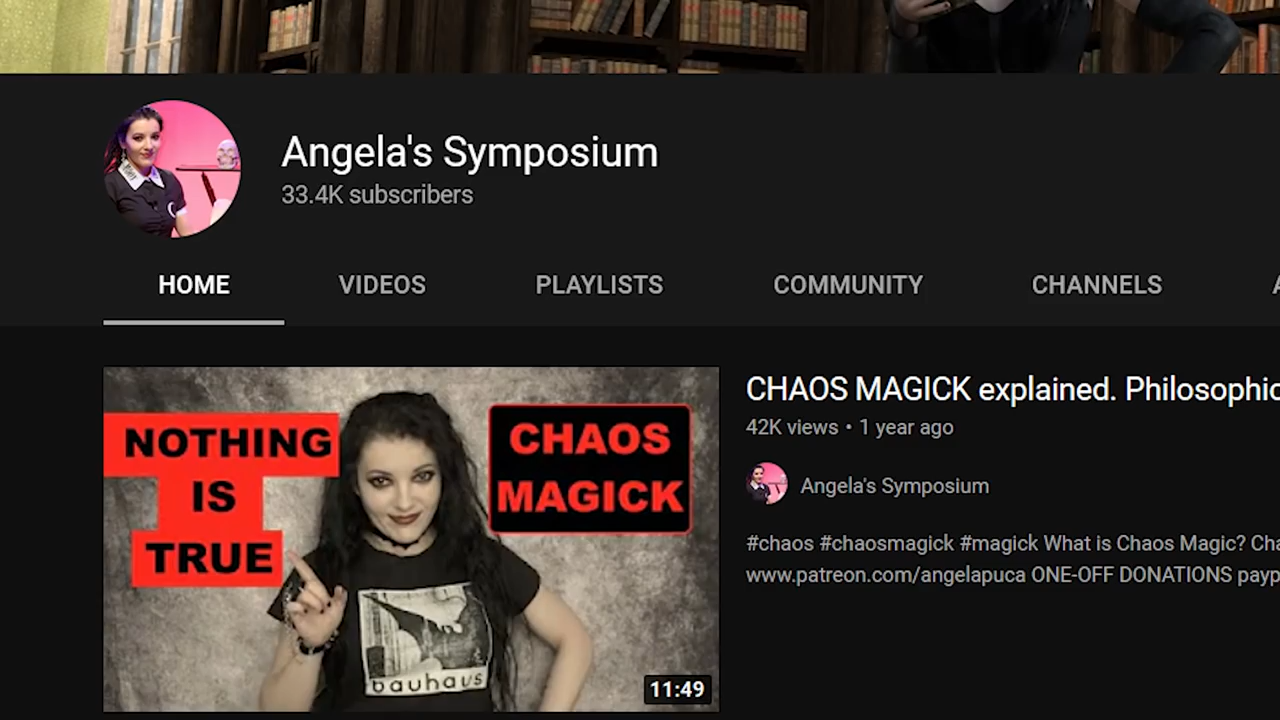 Angela's Symposium
33.4K subscribers
HOME
VIDEOS
PLAYLISTS
COMMUNITY
CHANNELS
NOTHING
IS
TRUE
CHAOS
MAGICK
bauhaus
11:49
CHAOS MAGICK explained. Philosophic
42K views • 1 year ago
Angela's Symposium
#chaos #chaosmagick #magick What is Chaos Magic? Cha
www.patreon.com/angelapuca ONE-OFF DONATIONS payp